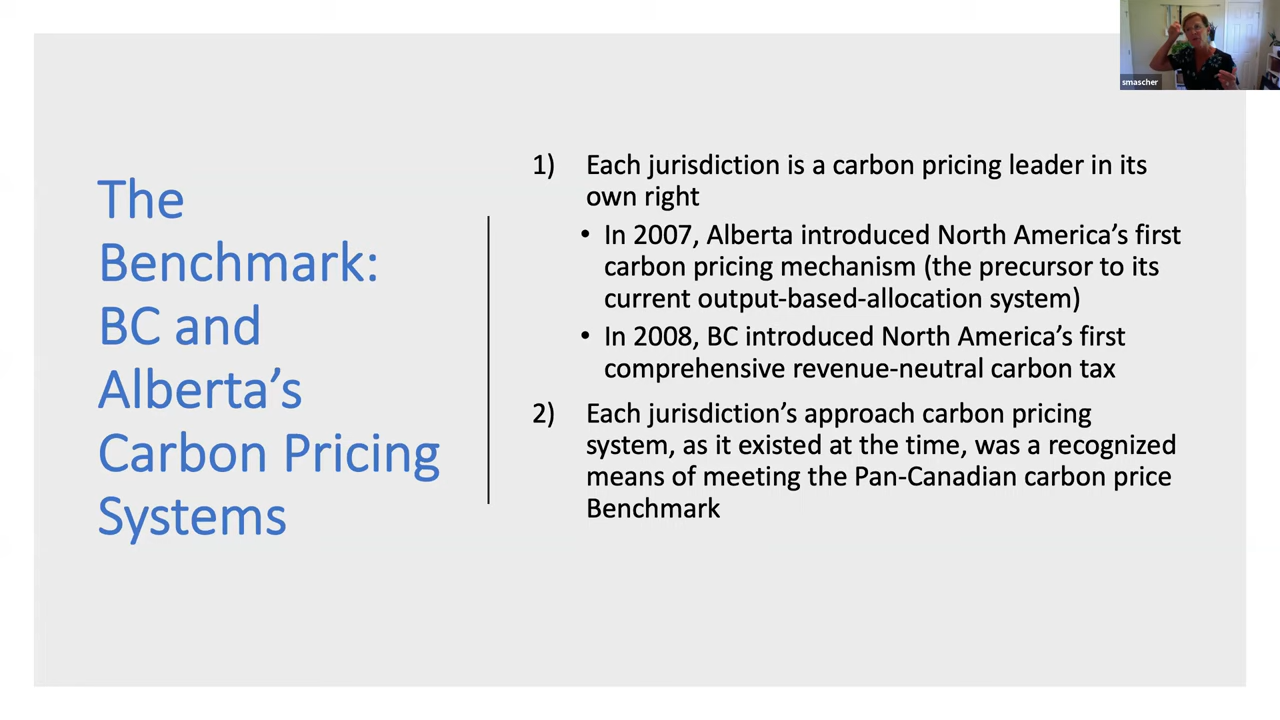 smascher
The
Benchmark:
BC and
Alberta’s
Carbon Pricing
Systems
1) Each jurisdiction is a carbon pricing leader in its
own right
• In 2007, Alberta introduced North America’s first
carbon pricing mechanism (the precursor to its
current output-based-allocation system)
• In 2008, BC introduced North America’s first
comprehensive revenue-neutral carbon tax
2) Each jurisdiction’s approach carbon pricing
system, as it existed at the time, was a recognized
means of meeting the Pan-Canadian carbon price
Benchmark